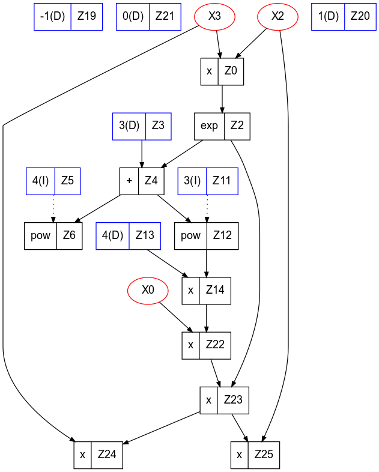 -1(D) Z19
0(D) Z21
X3
X2
1(D) Z20
x Z0
3(D) Z3
exp Z2
+ Z4
4(I) Z5
3(I) Z11
pow Z6
4(D) Z13
pow Z12
X0
x Z14
x Z22
x Z23
x Z24
x Z25